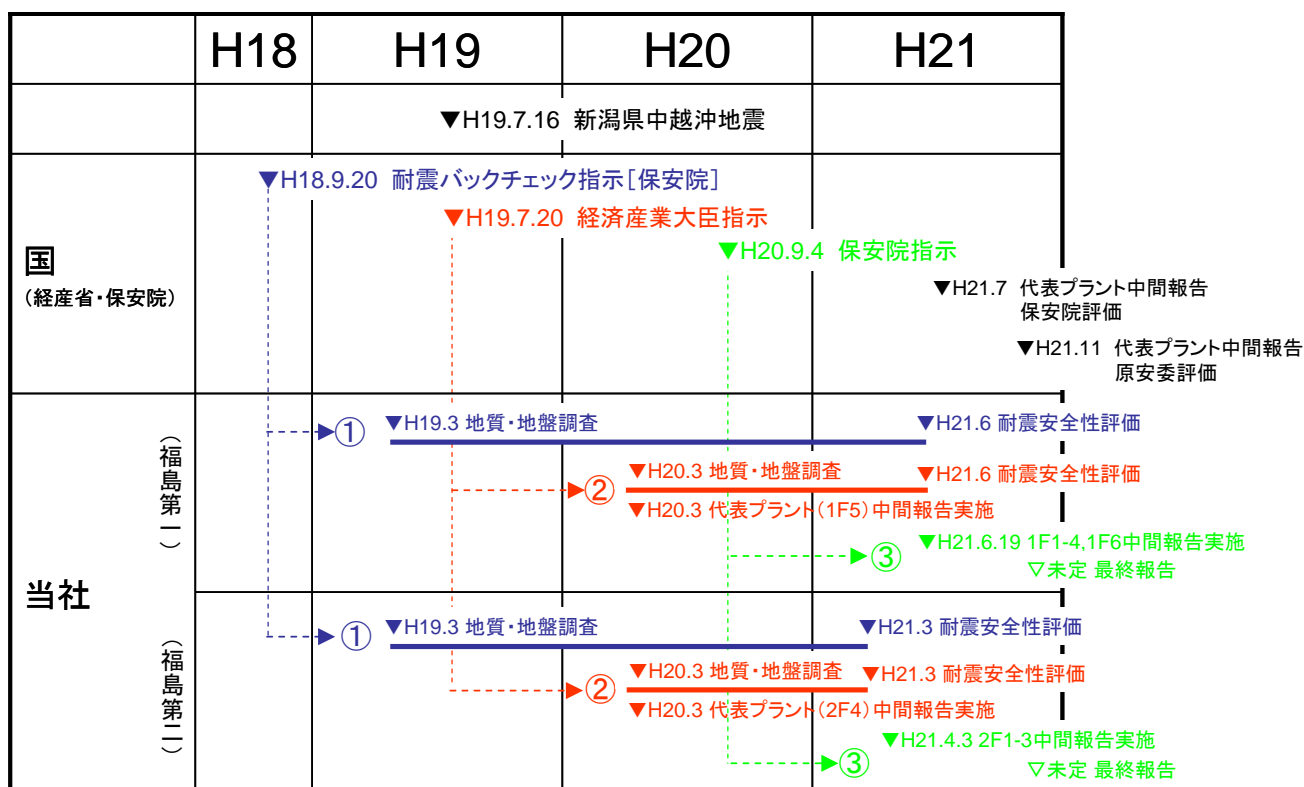 H18
H19
H20
H21
▼H19.7.16 新潟県中越沖地震
▼H18.9.20 耐震バックチェック指示[保安院]
▼H19.7.20 経済産業大臣指示
▼H20.9.4 保安院指示
国
(経産省・保安院)
▼H21.7 代表プラント中間報告
保安院評価
▼H21.11 代表プラント中間報告
原安委評価
当社
(福島第一)
①
▼H19.3 地質・地盤調査
▼H21.6 耐震安全性評価
②
▼H20.3 地質・地盤調査
▼H21.6 耐震安全性評価
▼H20.3 代表プラント(1F5)中間報告実施
③
▼H21.6.19 1F1-4,1F6中間報告実施
▽未定 最終報告
(福島第二)
①
▼H19.3 地質・地盤調査
▼H21.3 耐震安全性評価
②
▼H20.3 地質・地盤調査
▼H21.3 耐震安全性評価
▼H20.3 代表プラント(2F4)中間報告実施
③
▼H21.4.3 2F1-3中間報告実施
▽未定 最終報告